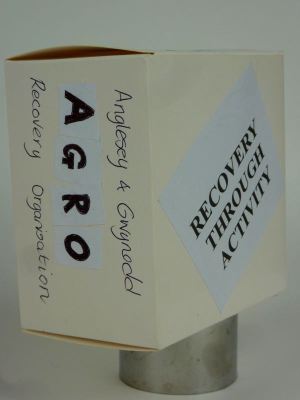 Anglesey & Gwynedd
AGRO
Recovery Organisation
RECOVERY
THROUGH
ACTIVITY